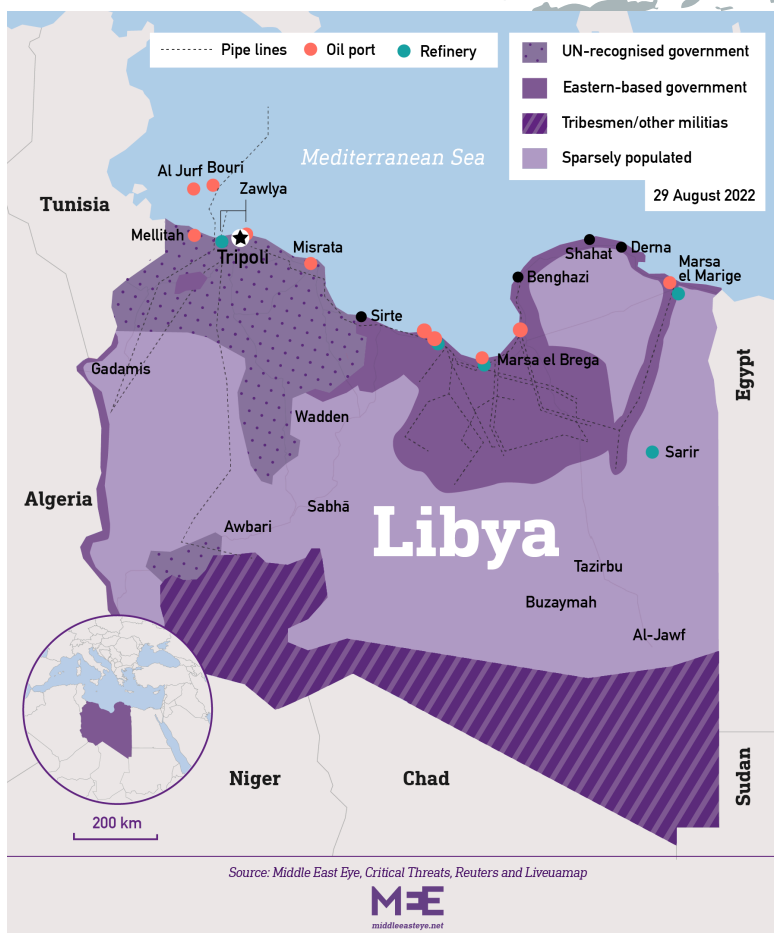 Pipe lines
Oil port
Refinery
UN-recognised government
Eastern-based government
Tribesmen/other militias
Sparsely populated
29 August 2022
Mediterranean Sea
Al Jurf
Bouri
Zawlya
Tunisia
Mellitah
Tripoli
Misrata
Shahat
Derna
Marsa
el Marige
Benghazi
Sirte
Marsa el Brega
Gadamis
Egypt
Wadden
Sarir
Algeria
Sabhā
Awbari
Libya
Tazirbu
Buzaymah
Al-Jawf
Niger
Chad
Sudan
200 km
Source: Middle East Eye, Critical Threats, Reuters and Liveuamap
MEE
middleeasteye.net